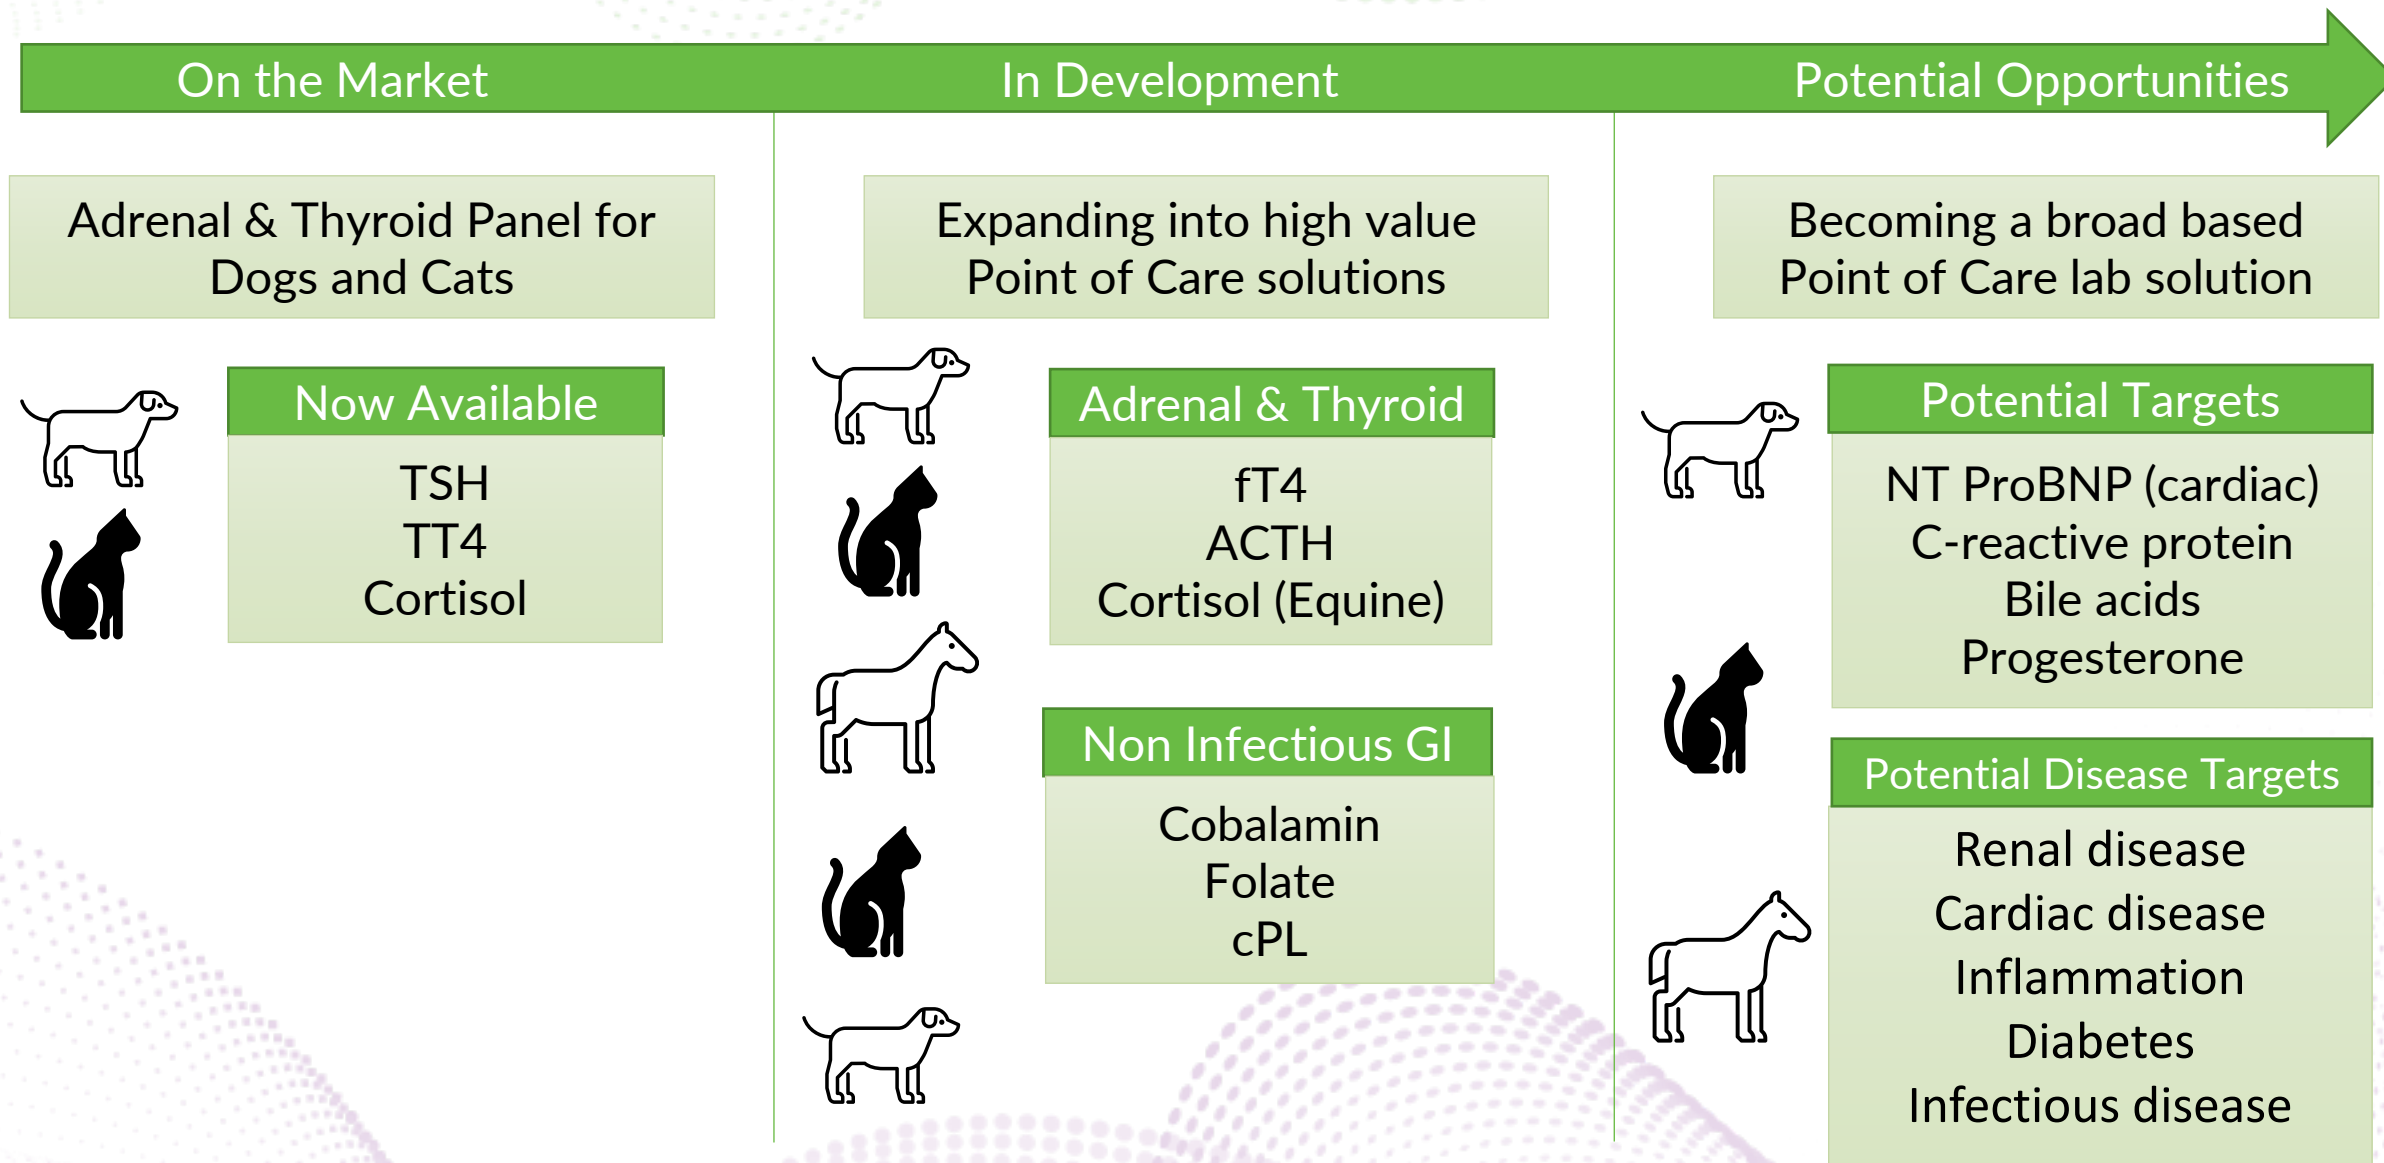 On the Market
In Development
Potential Opportunities
Adrenal & Thyroid Panel for
Dogs and Cats
Now Available
TSH
TT4
Cortisol
Expanding into high value
Point of Care solutions
Adrenal & Thyroid
fT4
ACTH
Cortisol (Equine)
Non Infectious GI
Cobalamin
Folate
cPL
Becoming a broad based
Point of Care lab solution
Potential Targets
NT ProBNP (cardiac)
C-reactive protein
Bile acids
Progesterone
Potential Disease Targets
Renal disease
Cardiac disease
Inflammation
Diabetes
Infectious disease